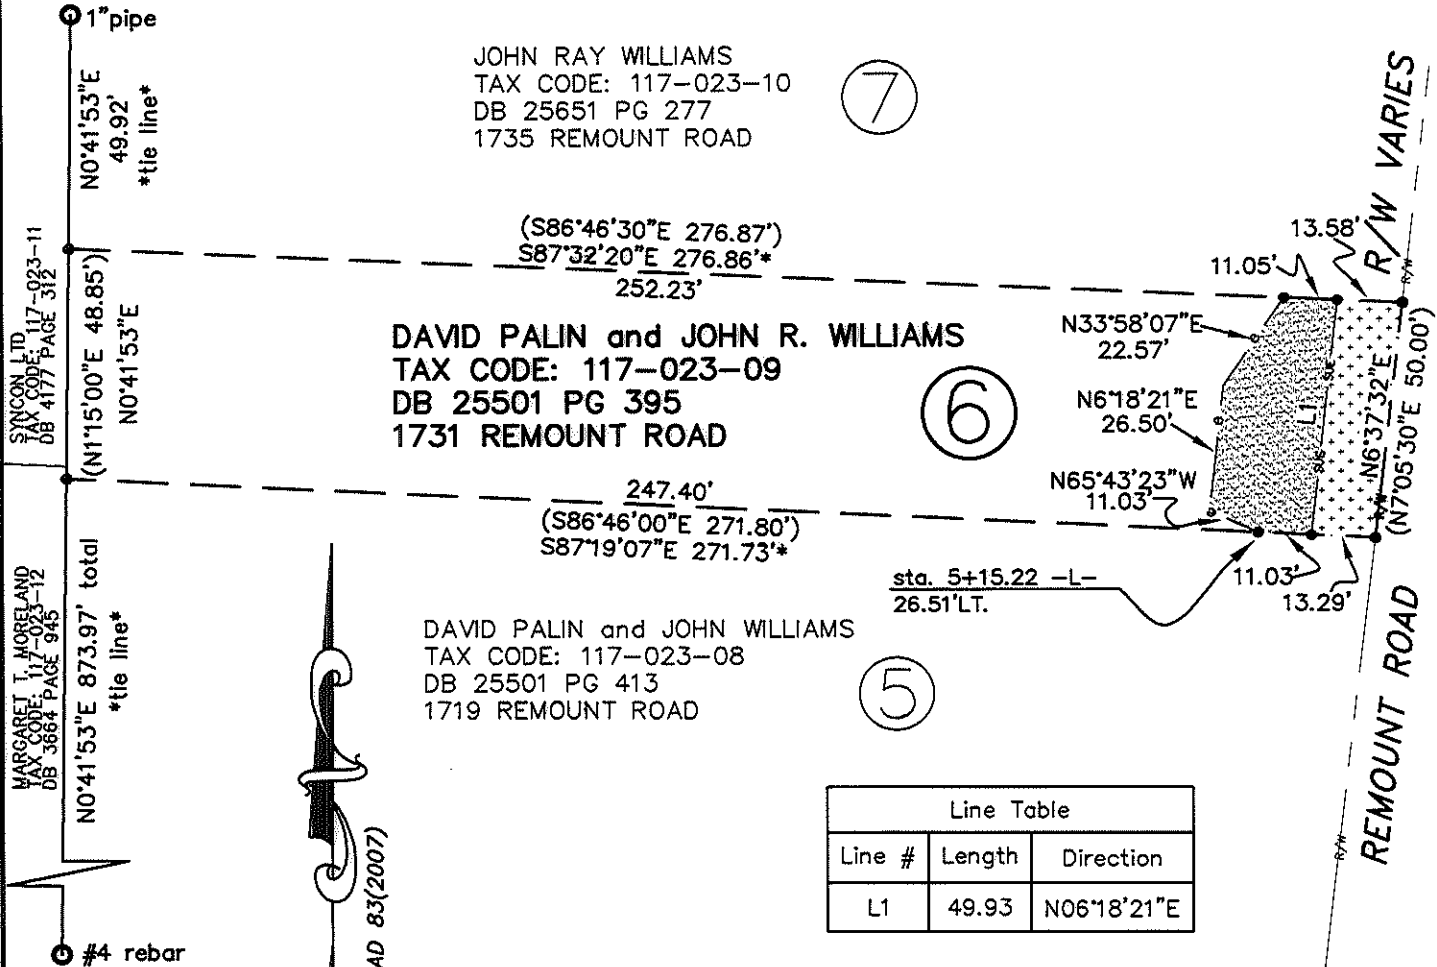 1"pipe
N0°41'53"E
49.92'
*tie line*
JOHN RAY WILLIAMS
TAX CODE: 117-023-10
DB 25651 PG 277
1735 REMOUNT ROAD
7
R/W VARIES
R/W
13.58'
11.05'
(S86°46'30"E 276.87')
S87°32'20"E 276.86'*
252.23'
SYNCON LTD
TAX CODE: 117-023-11
DB 4177 PAGE 312
(N1°15'00"E 48.85')
N0°41'53"E
DAVID PALIN and JOHN R. WILLIAMS
TAX CODE: 117-023-09
DB 25501 PG 395
1731 REMOUNT ROAD
6
N33°58'07"E
22.57'
N6°18'21"E
26.50'
N65°43'23"W
11.03'
SUE
L1
SUE
N6°37'32"E
R/W
(N7°05'30"E 50.00')
247.40'
(S86°46'00"E 271.80')
S87°19'07"E 271.73'*
sta. 5+15.22 -L-
26.51'LT.
11.03'
13.29'
MARGARET T. MORELAND
TAX CODE: 117-023-12
DB 3664 PAGE 945
N0°41'53"E 873.97' total
*tie line*
DAVID PALIN and JOHN WILLIAMS
TAX CODE: 117-023-08
DB 25501 PG 413
1719 REMOUNT ROAD
5
REMOUNT ROAD
R/W
AD 83(2007)
Line Table
Line # Length Direction
L1 49.93 N06°18'21"E
#4 rebar